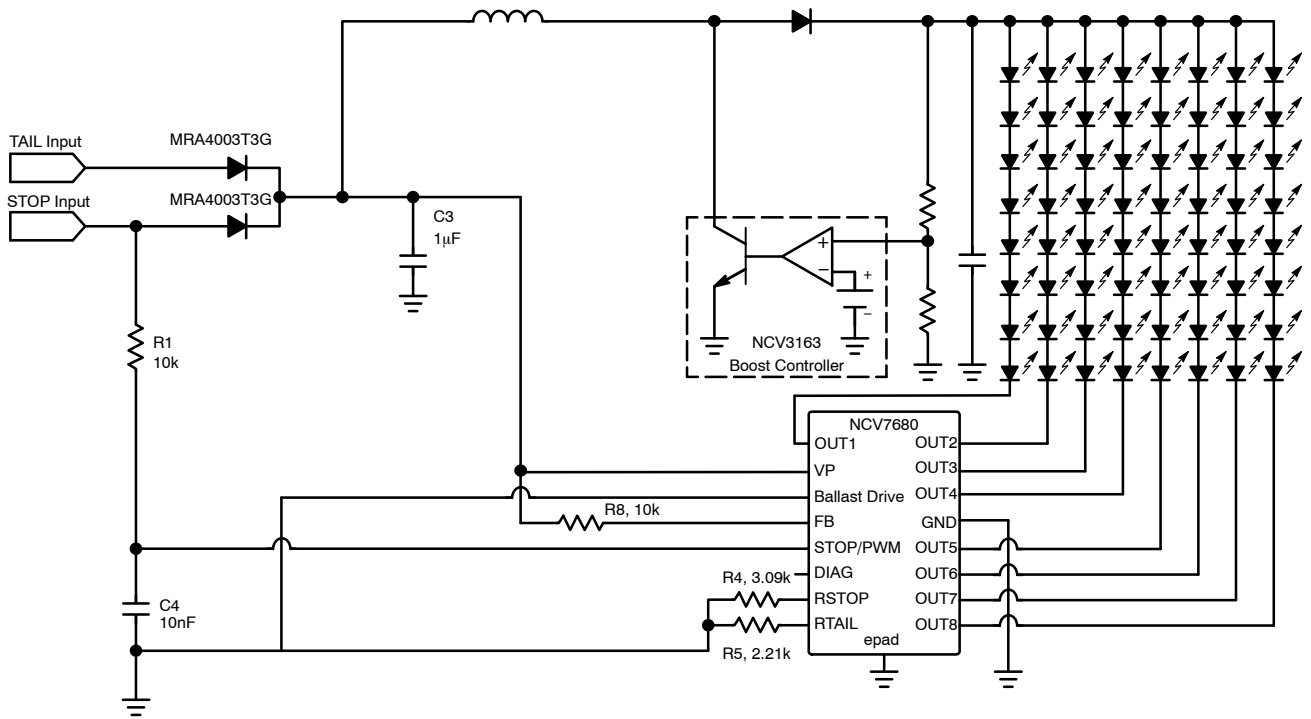 TAIL Input
MRA4003T3G
STOP Input
MRA4003T3G
C3
1μF
R1
10k
+
−
+
−
NCV3163
Boost Controller
NCV7680
OUT1
OUT2
VP
OUT3
Ballast Drive
OUT4
R8, 10k
FB
GND
STOP/PWM
OUT5
R4, 3.09k
DIAG
OUT6
C4
10nF
RSTOP
OUT7
RTAIL
OUT8
R5, 2.21k
epad